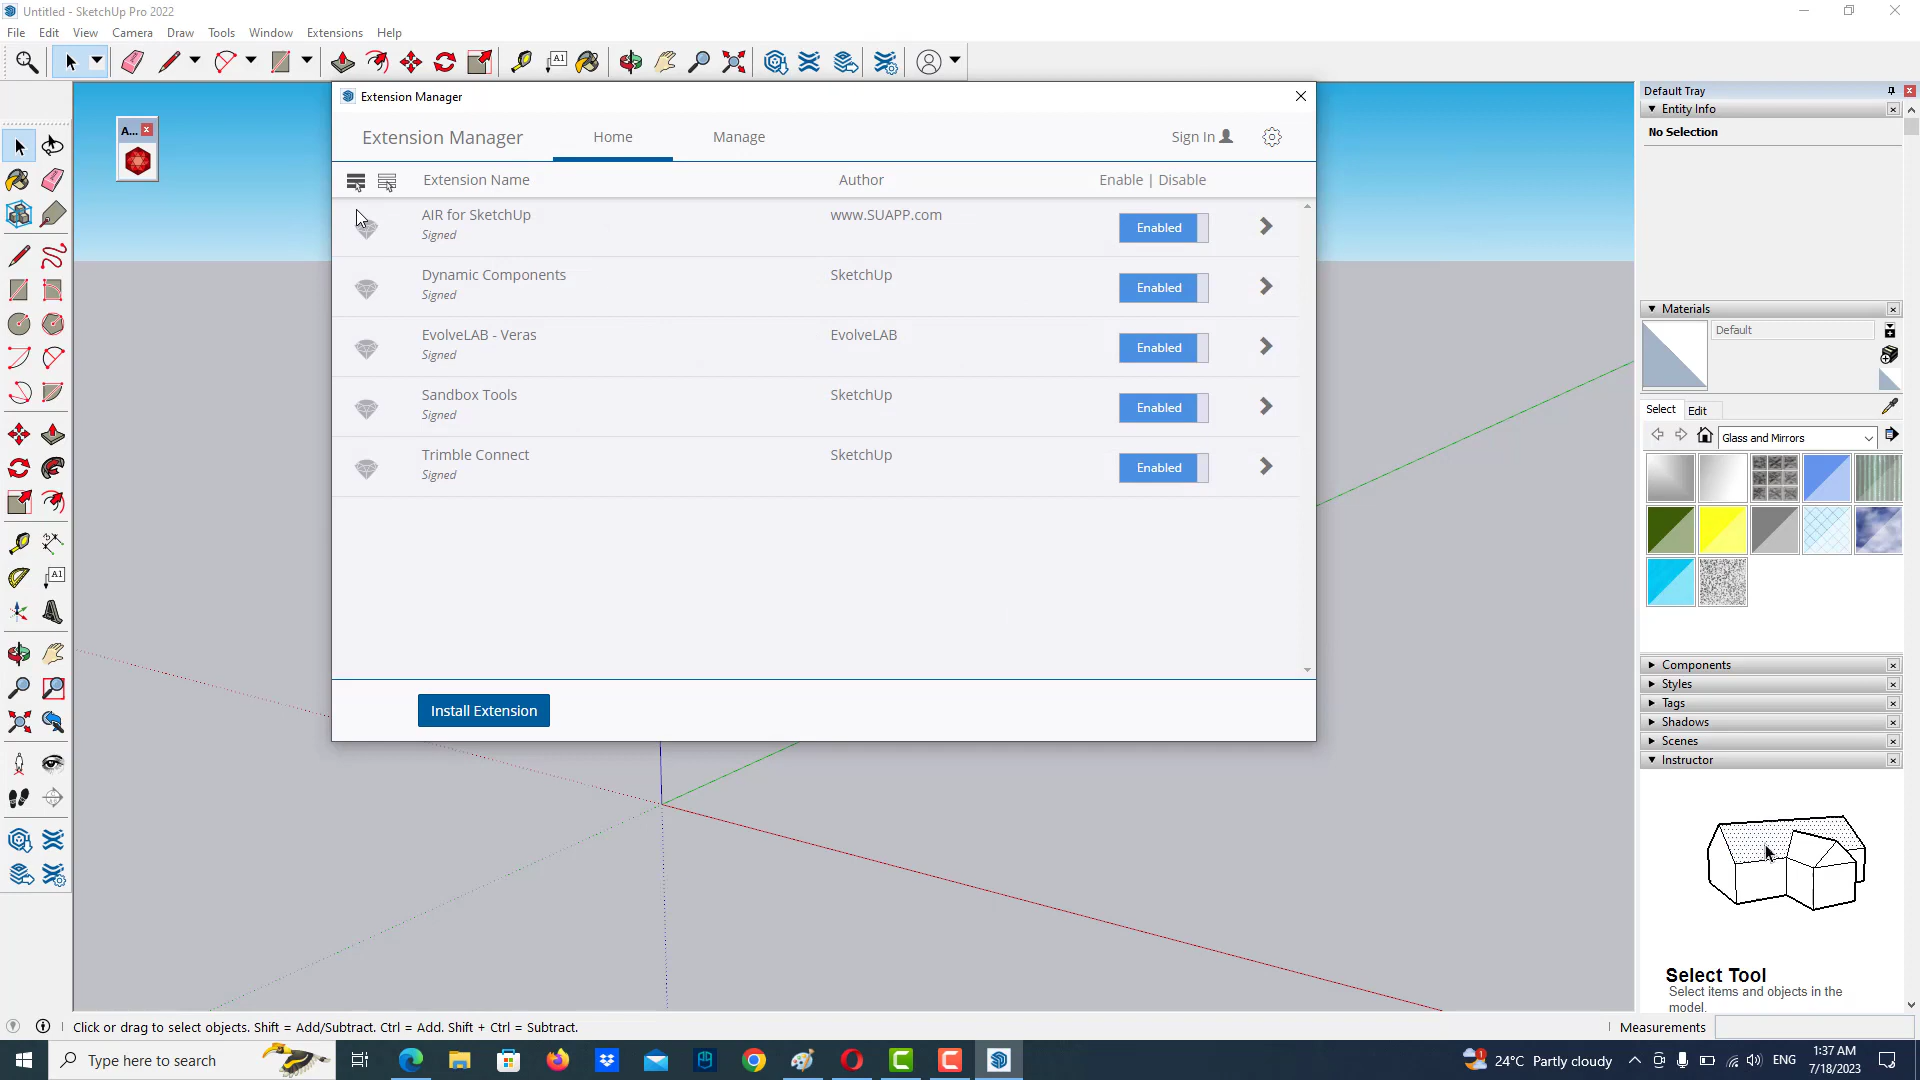 Untitled - SketchUp Pro 2022
File Edit View Camera Draw Tools Window Extensions Help
A1
A...
Extension Manager
Extension Manager Home Manage Sign In
Extension Name Author Enable | Disable
AIR for SketchUp www.SUAPP.com Enabled
Signed
Dynamic Components SketchUp Enabled
Signed
EvolveLAB - Veras EvolveLAB Enabled
Signed
Sandbox Tools SketchUp Enabled
Signed
Trimble Connect SketchUp Enabled
Signed
Install Extension
A1
Default Tray
Entity Info
No Selection
Materials
Default
Select Edit
Glass and Mirrors
Components
Styles
Tags
Shadows
Scenes
Instructor
Select Tool
Select items and objects in the
model.
Click or drag to select objects. Shift = Add/Subtract. Ctrl = Add. Shift + Ctrl = Subtract. Measurements
Type here to search
1 24°C Partly cloudy ENG 1:37 AM
7/18/2023